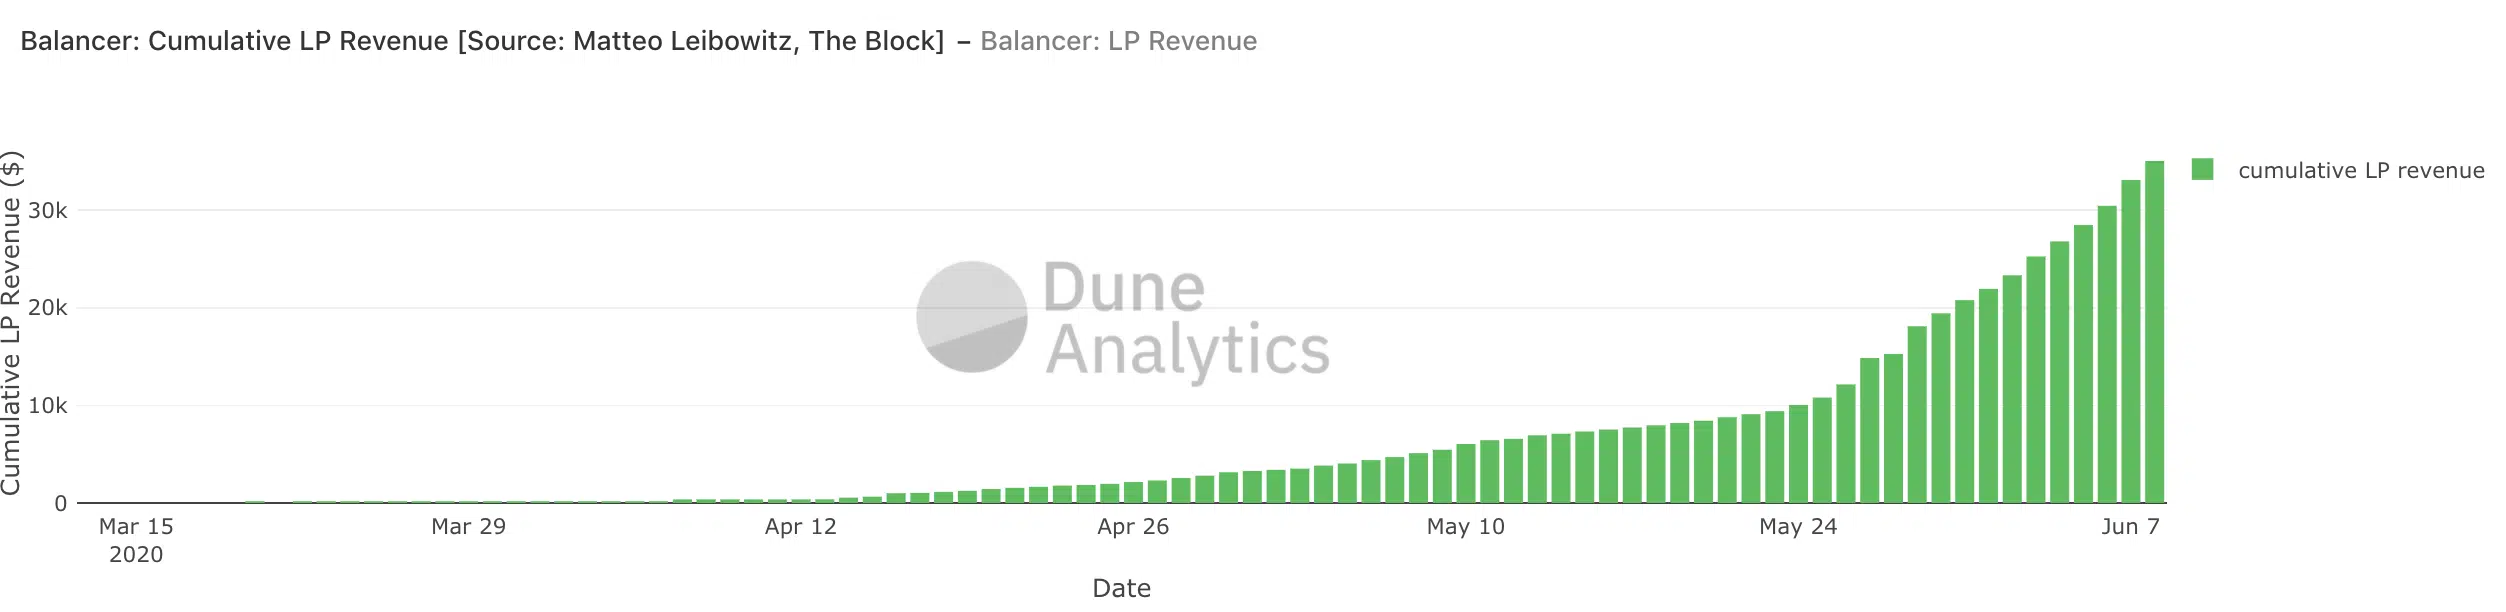 Balancer: Cumulative LP Revenue [Source: Matteo Leibowitz, The Block] – Balancer: LP Revenue
Cumulative LP Revenue ($)
30k
20k
10k
0
cumulative LP revenue
Dune
Analytics
Mar 15
2020
Mar 29
Apr 12
Apr 26
May 10
May 24
Jun 7
Date